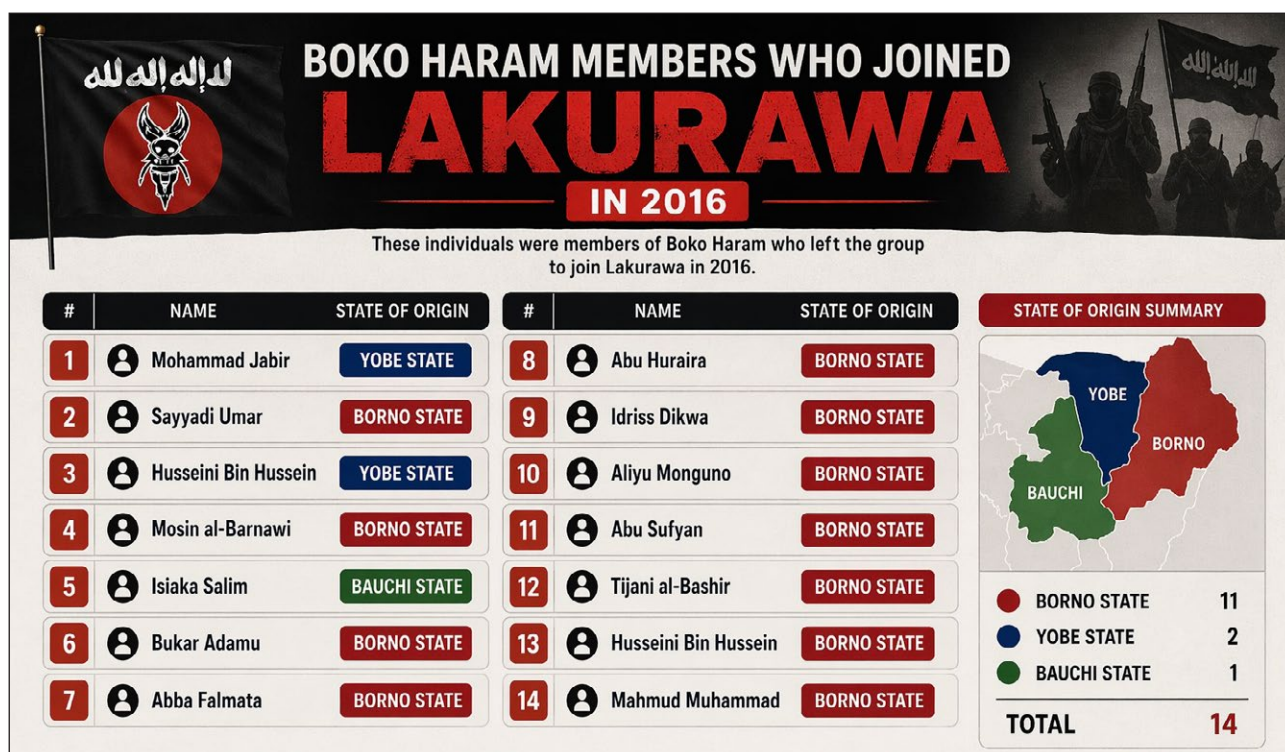 BOKO HARAM MEMBERS WHO JOINED
LAKURAWA
IN 2016
These individuals were members of Boko Haram who left the group
to join Lakurawa in 2016.
# NAME STATE OF ORIGIN
1 Mohammad Jabir YOBE STATE
2 Sayyadi Umar BORNO STATE
3 Husseini Bin Hussein YOBE STATE
4 Mosin al-Barnawi BORNO STATE
5 Isiaka Salim BAUCHI STATE
6 Bukar Adamu BORNO STATE
7 Abba Falmata BORNO STATE
# NAME STATE OF ORIGIN
8 Abu Huraira BORNO STATE
9 Idriss Dikwa BORNO STATE
10 Aliyu Monguno BORNO STATE
11 Abu Sufyan BORNO STATE
12 Tijani al-Bashir BORNO STATE
13 Husseini Bin Hussein BORNO STATE
14 Mahmud Muhammad BORNO STATE
STATE OF ORIGIN SUMMARY
YOBE
BORNO
BAUCHI
BORNO STATE 11
YOBE STATE 2
BAUCHI STATE 1
TOTAL 14